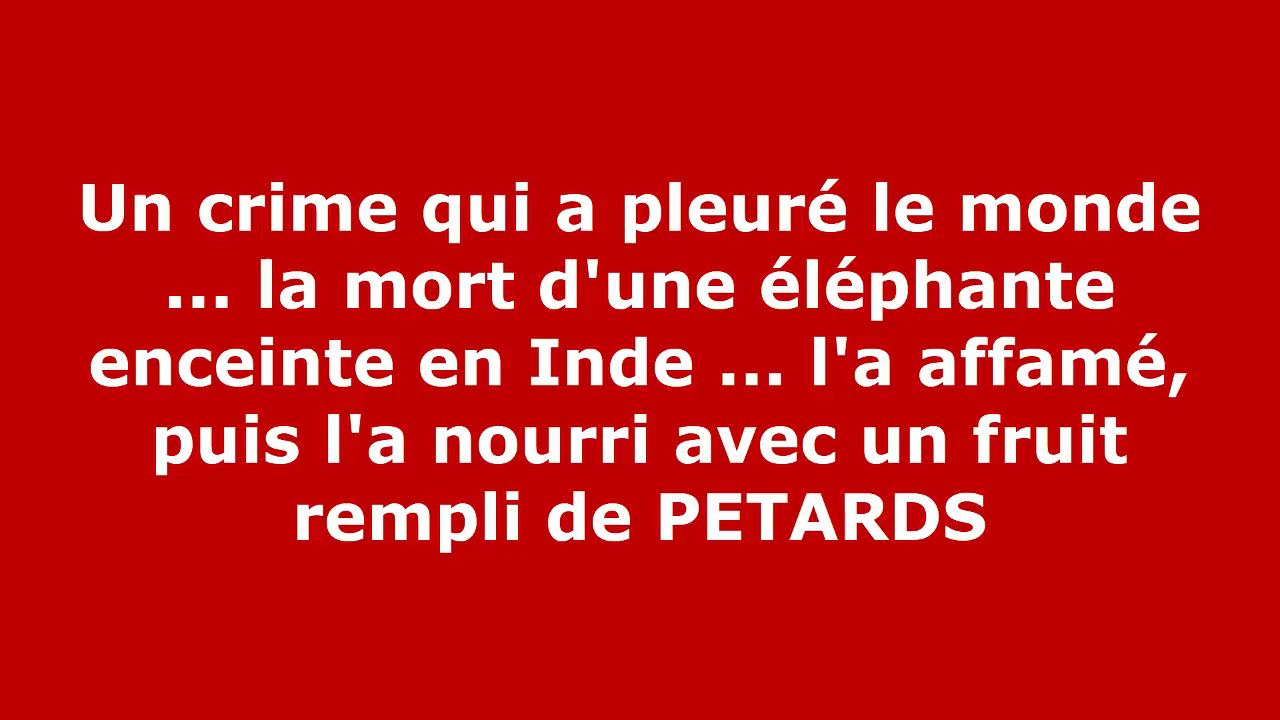 Un crime qui a pleuré le monde
... la mort d'une éléphante
enceinte en Inde ... l'a affamé,
puis l'a nourri avec un fruit
rempli de PETARDS